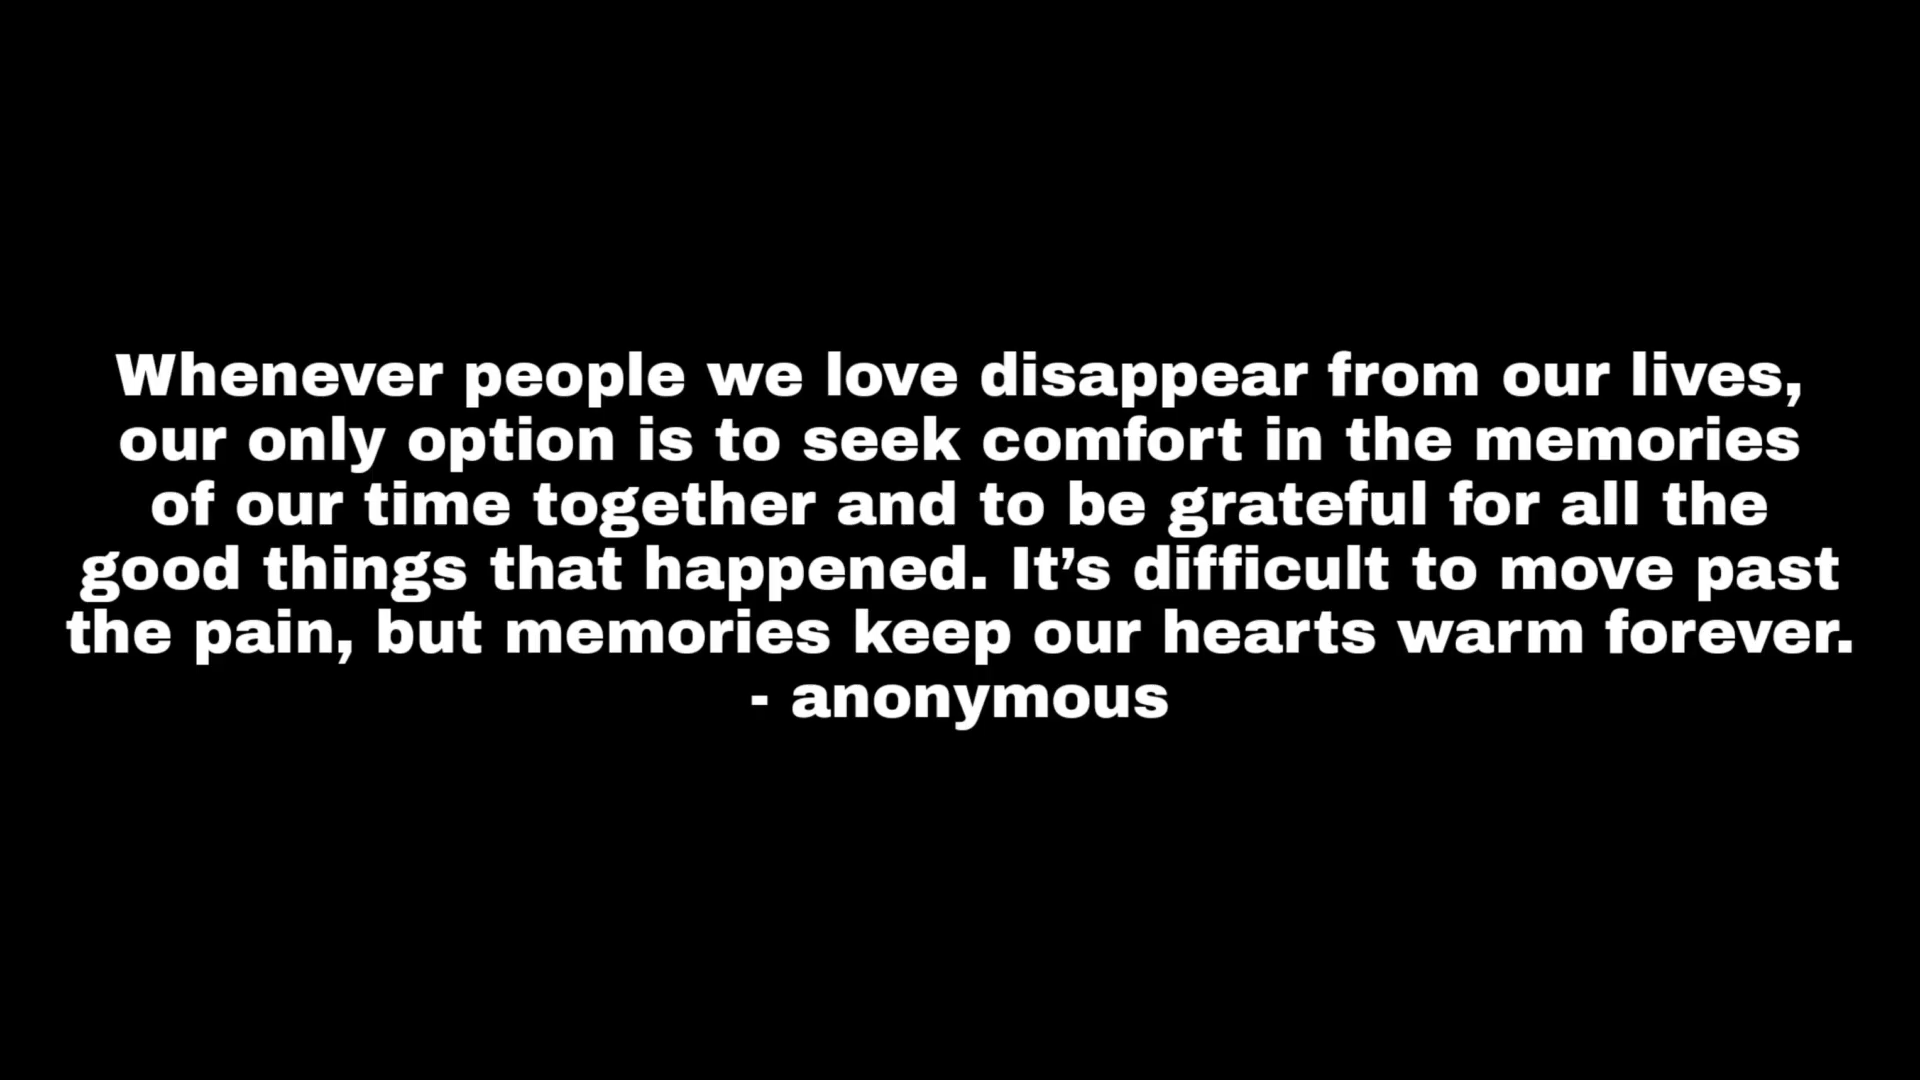 Whenever people we love disappear from our lives,
our only option is to seek comfort in the memories
of our time together and to be grateful for all the
good things that happened. It’s difficult to move past
the pain, but memories keep our hearts warm forever.
- anonymous